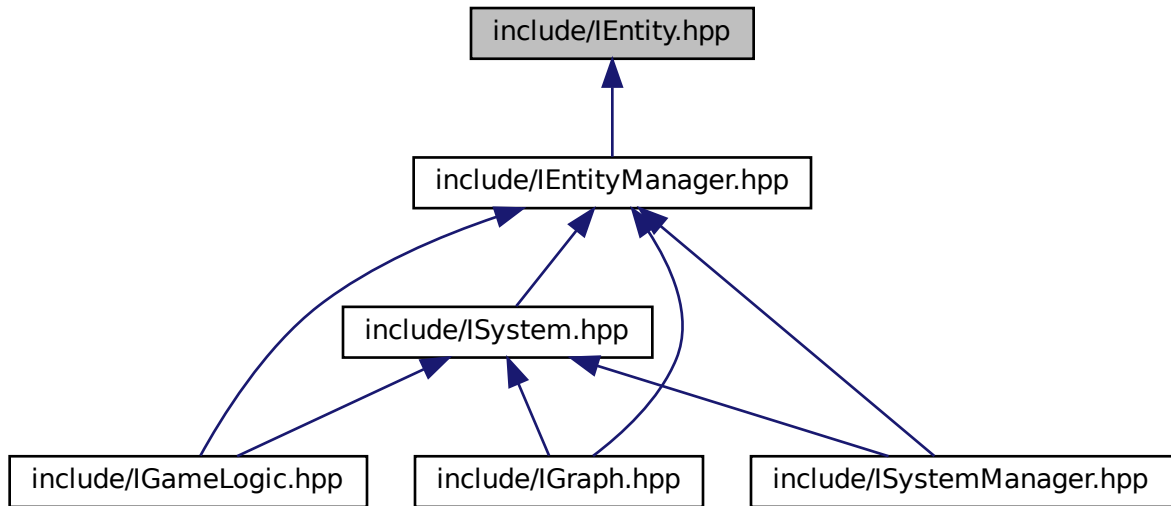 include/IEntity.hpp
include/IEntityManager.hpp
include/ISystem.hpp
include/IGameLogic.hpp
include/IGraph.hpp
include/ISystemManager.hpp